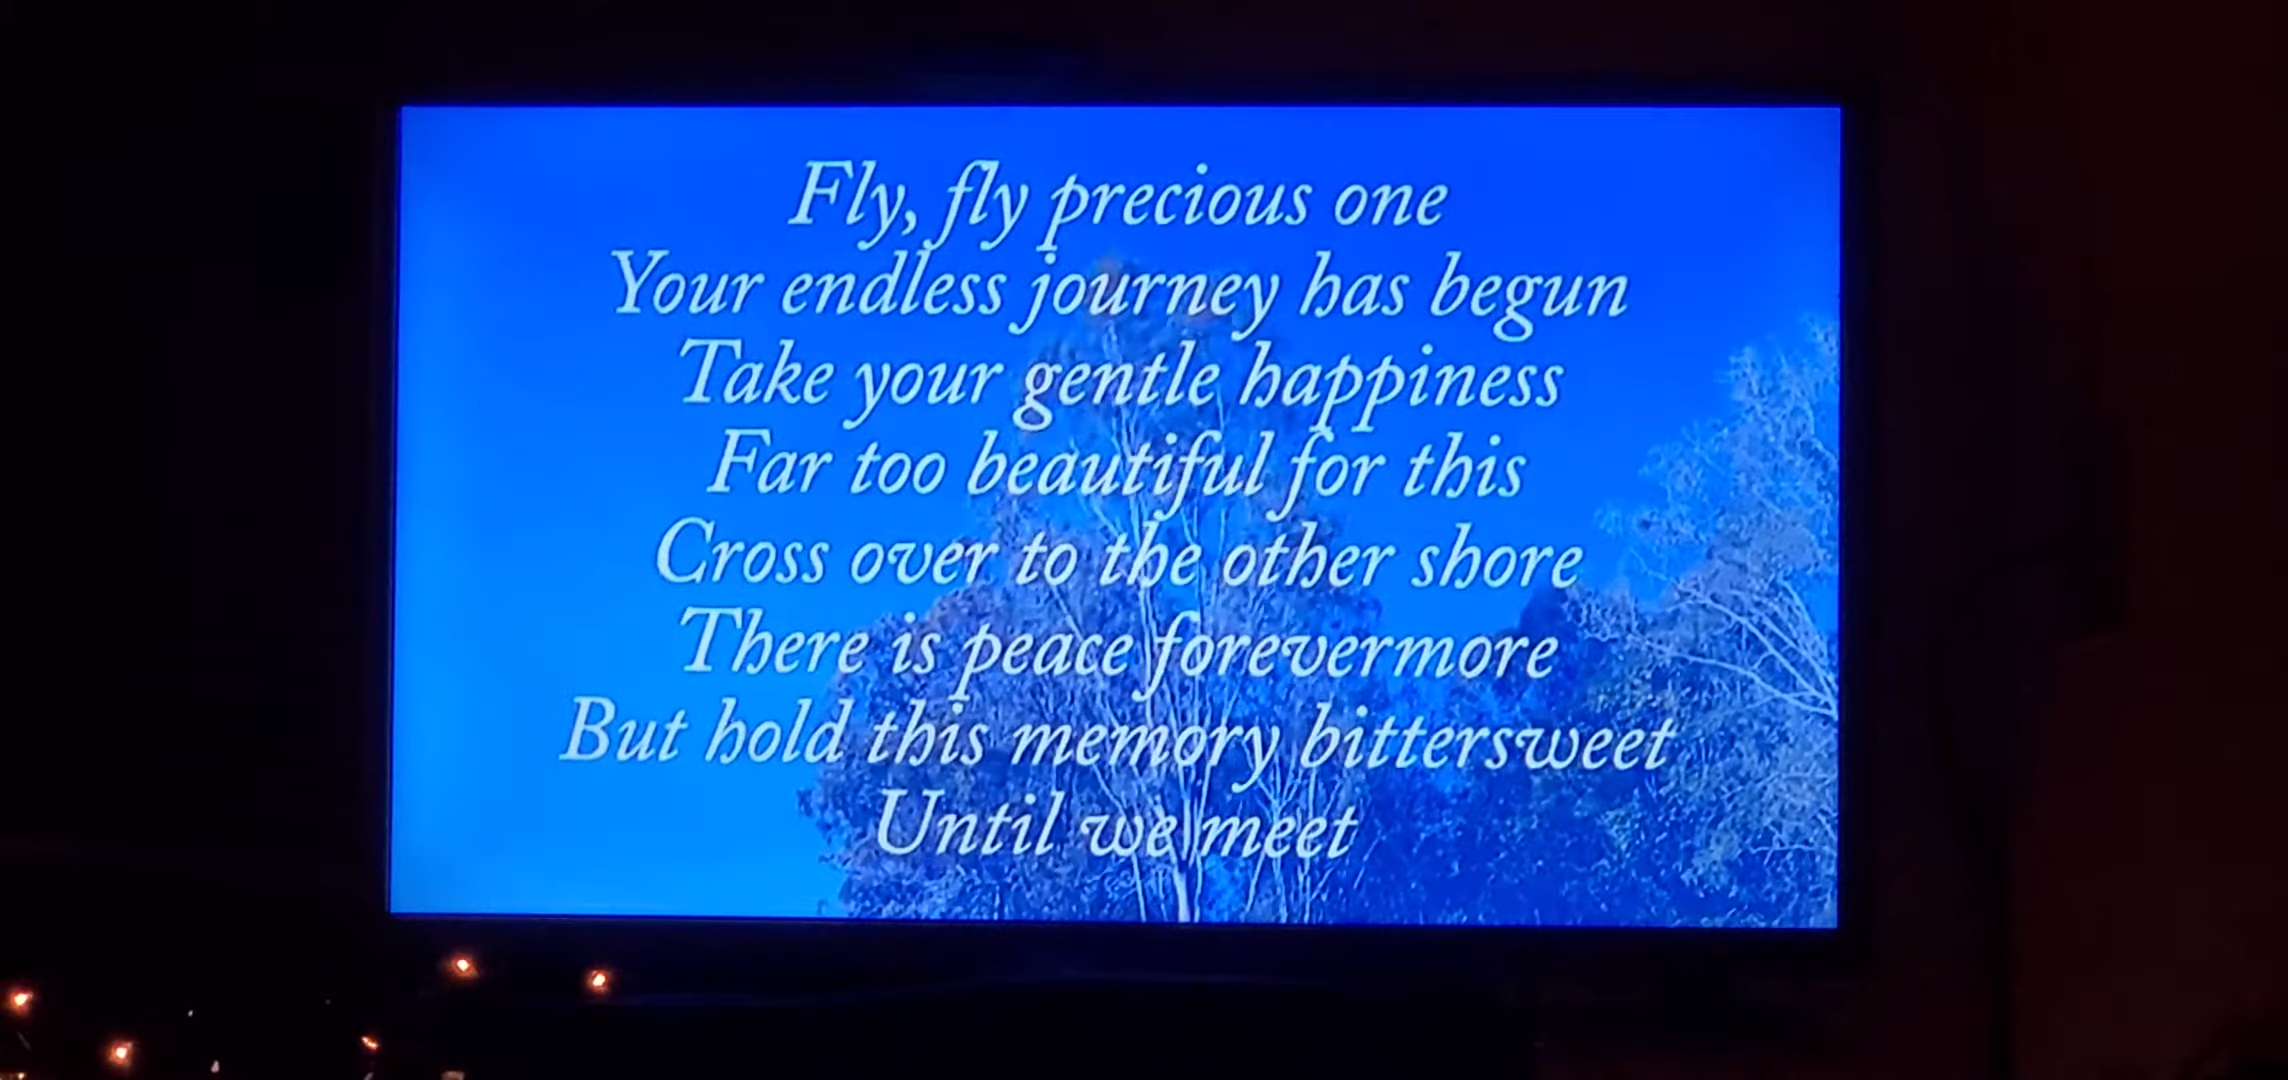 Fly, fly precious one
Your endless journey has begun
Take your gentle happiness
Far too beautiful for this
Cross over to the other shore
There is peace forevermore
But hold this memory bittersweet
Until we meet